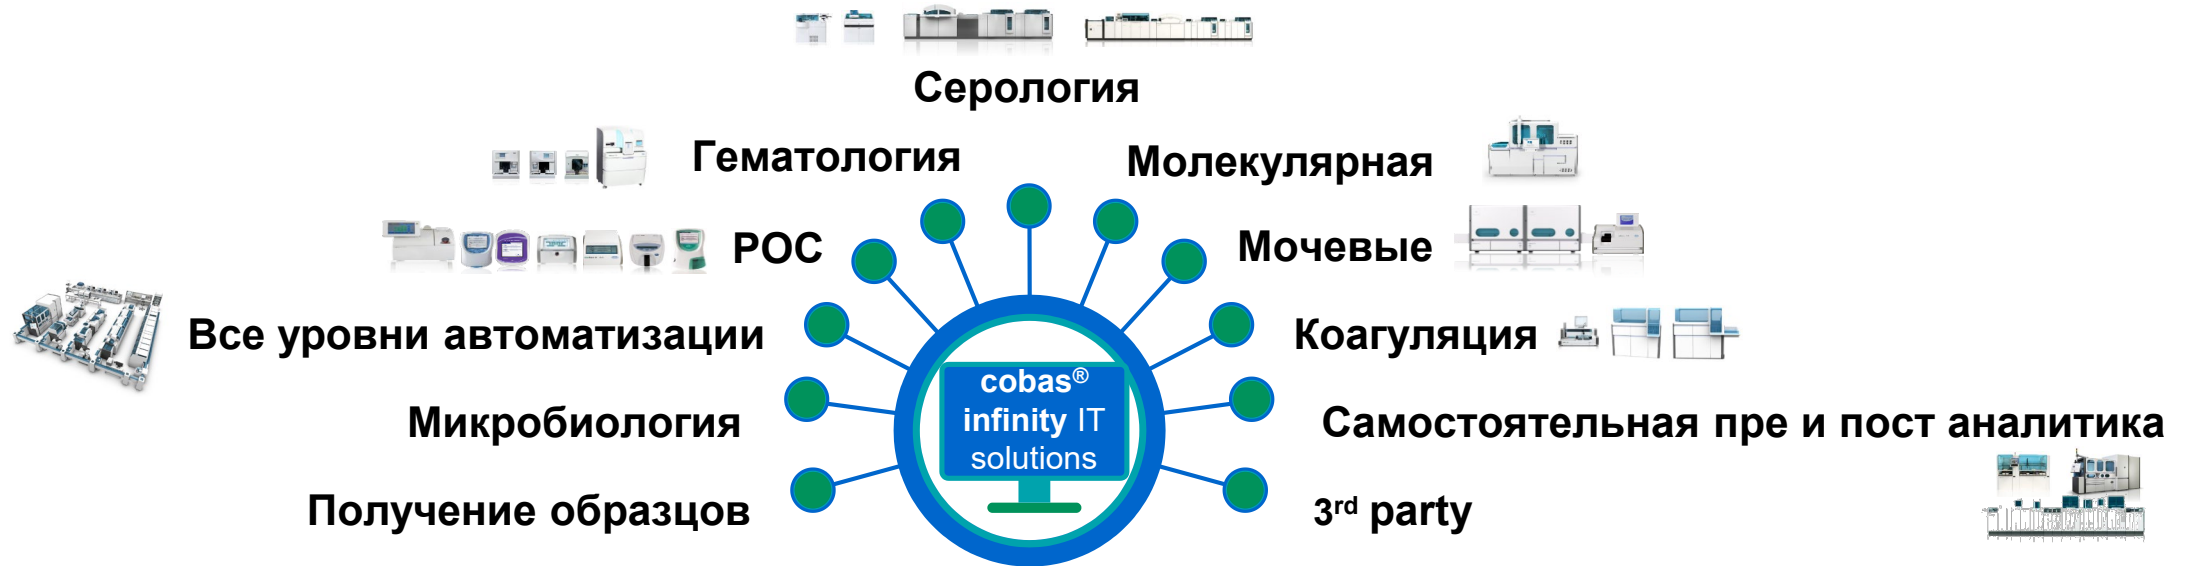 Серология
Гематология
Молекулярная
POC
Мочевые
Все уровни автоматизации
Коагуляция
cobas®
infinity IT
solutions
Микробиология
Самостоятельная пре и пост аналитика
Получение образцов
3rd party